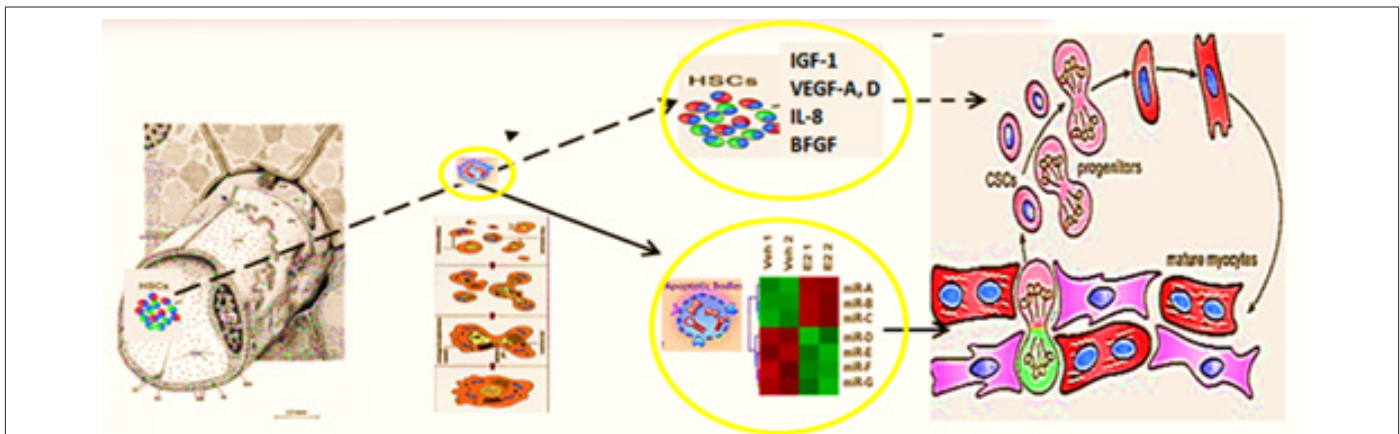 HSCs
HSCs
IGF-1
VEGF-A, D
IL-8
BFGF
Apoptotic Bodies
Veh 1
Veh 2
E2 1
E2 2
miR-A
miR-B
miR-C
miR-D
miR-E
miR-F
miR-G
CSCs
progenitors
mature myocytes